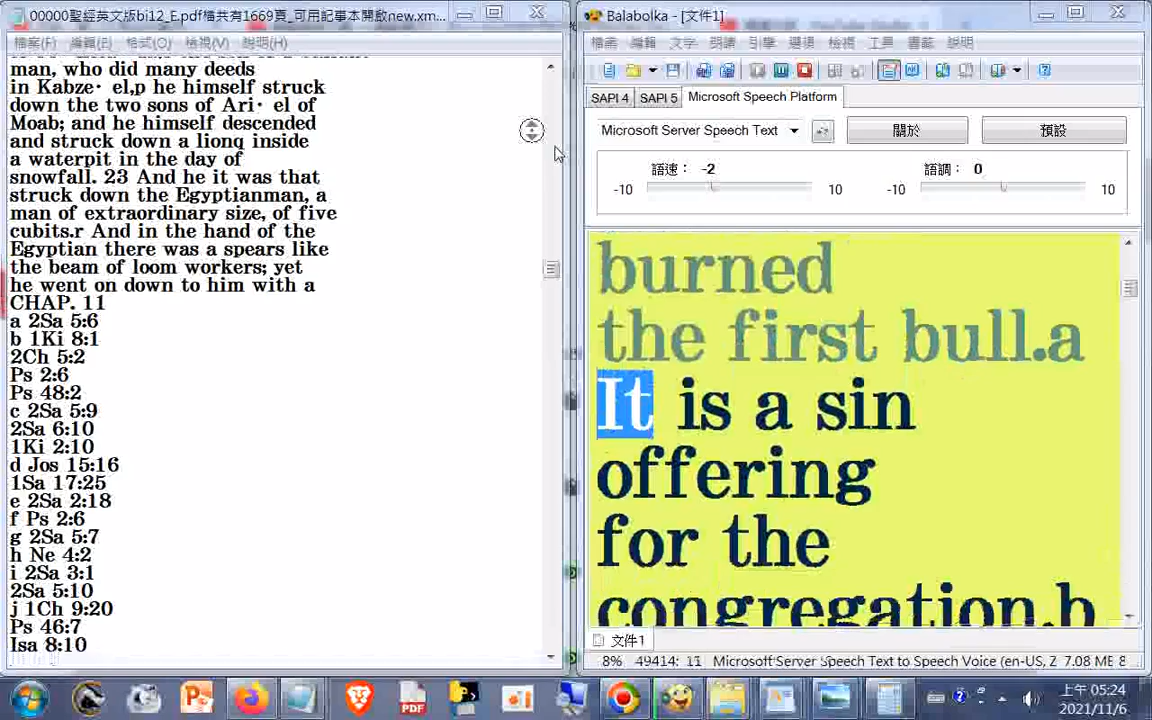 00000聖經英文版bi12_E.pdf檔共有1669頁_可用記事本開啟new.xm...
檔案(F) 編輯(E) 格式(O) 檢視(V) 說明(H)
man, who did many deeds
in Kabze· el,p he himself struck
down the two sons of Ari· el of
Moab; and he himself descended
and struck down a lionq inside
a waterpit in the day of
snowfall. 23 And he it was that
struck down the Egyptianman, a
man of extraordinary size, of five
cubits.r And in the hand of the
Egyptian there was a spears like
the beam of loom workers; yet
he went on down to him with a
CHAP. 11
a 2Sa 5:6
b 1Ki 8:1
2Ch 5:2
Ps 2:6
Ps 48:2
c 2Sa 5:9
2Sa 6:10
1Ki 2:10
d Jos 15:16
1Sa 17:25
e 2Sa 2:18
f Ps 2:6
g 2Sa 5:7
h Ne 4:2
i 2Sa 3:1
2Sa 5:10
j 1Ch 9:20
Ps 46:7
Isa 8:10
Balabolka - [文件1]
檔案 編輯 文字 朗讀 引擎 選項 檢視 工具 書籤 說明
SAPI 4 SAPI 5 Microsoft Speech Platform
Microsoft Server Speech Text 關於 預設
語速： -2 語調： 0
-10 10 -10 10
burned
the first bull.a
It is a sin
offering
for the
congregation.b
文件1
8% 49414: 11 Microsoft Server Speech Text to Speech Voice (en-US, Z 7.08 MB 8
PDF
上午 05:24
2021/11/6